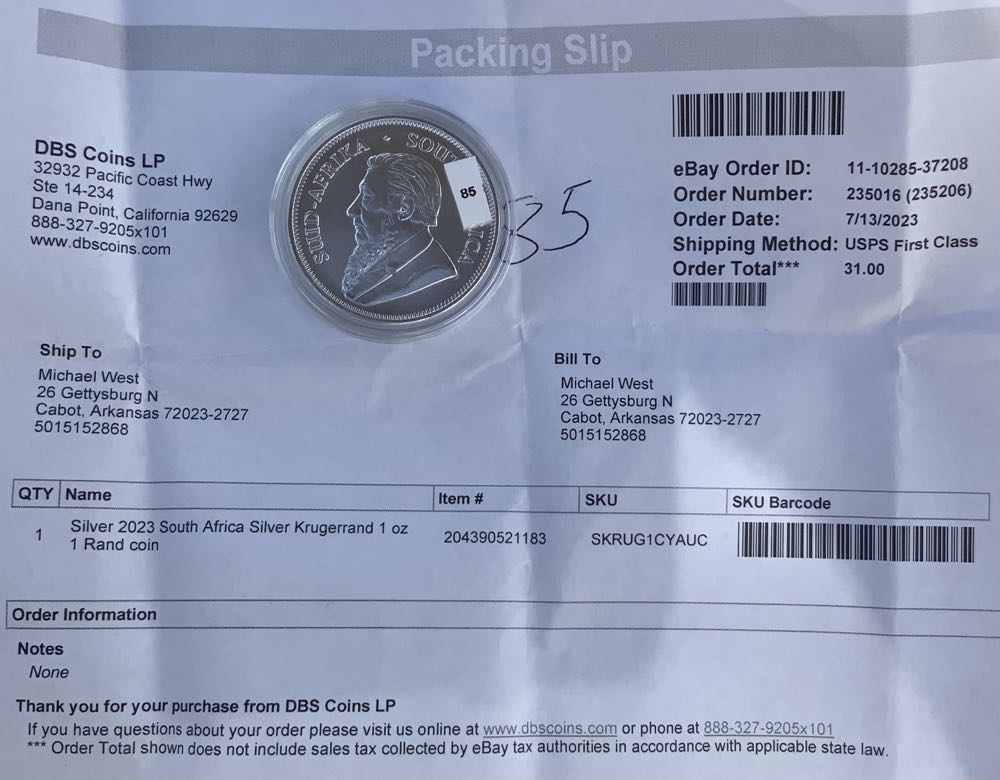 Packing Slip
DBS Coins LP
32932 Pacific Coast Hwy
Ste 14-234
Dana Point, California 92629
888-327-9205x101
www.dbscoins.com
SUID-AFRIKA • SOUT
ICA
85
35
eBay Order ID: 11-10285-37208
Order Number: 235016 (235206)
Order Date: 7/13/2023
Shipping Method: USPS First Class
Order Total*** 31.00
Ship To
Michael West
26 Gettysburg N
Cabot, Arkansas 72023-2727
5015152868
Bill To
Michael West
26 Gettysburg N
Cabot, Arkansas 72023-2727
5015152868
QTY Name Item # SKU SKU Barcode
1 Silver 2023 South Africa Silver Krugerrand 1 oz 204390521183 SKRUG1CYAUC
1 Rand coin
Order Information
Notes
None
Thank you for your purchase from DBS Coins LP
If you have questions about your order please visit us online at www.dbscoins.com or phone at 888-327-9205x101
*** Order Total shown does not include sales tax collected by eBay tax authorities in accordance with applicable state law.